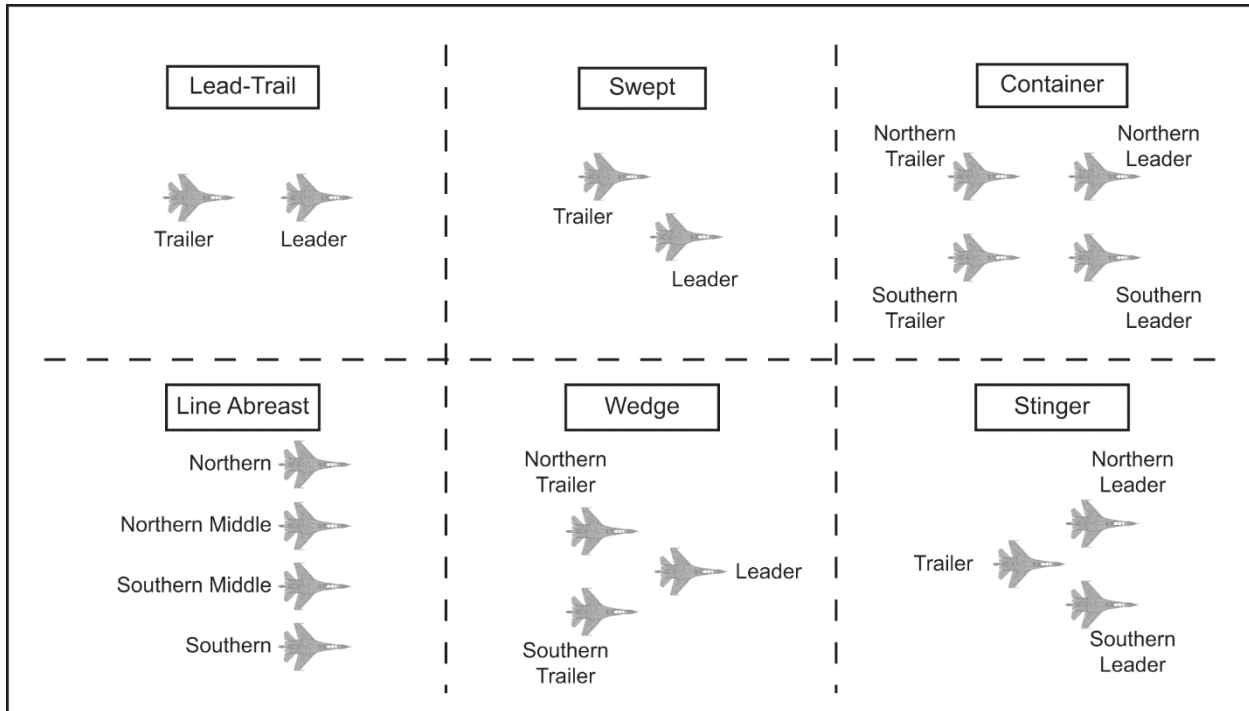 Lead-Trail
Trailer
Leader
Swept
Trailer
Leader
Container
Northern
Trailer
Northern
Leader
Southern
Trailer
Southern
Leader
Line Abreast
Northern
Northern Middle
Southern Middle
Southern
Wedge
Northern
Trailer
Leader
Southern
Trailer
Stinger
Northern
Leader
Trailer
Southern
Leader